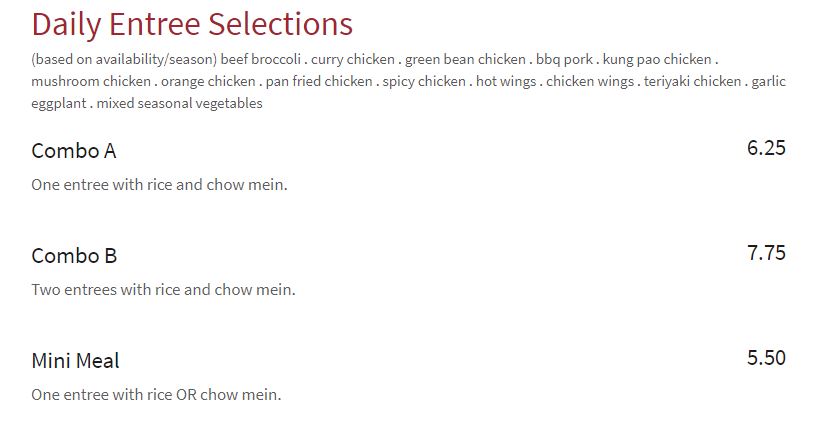 Daily Entree Selections
(based on availability/season) beef broccoli . curry chicken . green bean chicken . bbq pork . kung pao chicken .
mushroom chicken . orange chicken . pan fried chicken . spicy chicken . hot wings . chicken wings . teriyaki chicken . garlic
eggplant . mixed seasonal vegetables
Combo A 6.25
One entree with rice and chow mein.
Combo B 7.75
Two entrees with rice and chow mein.
Mini Meal 5.50
One entree with rice OR chow mein.